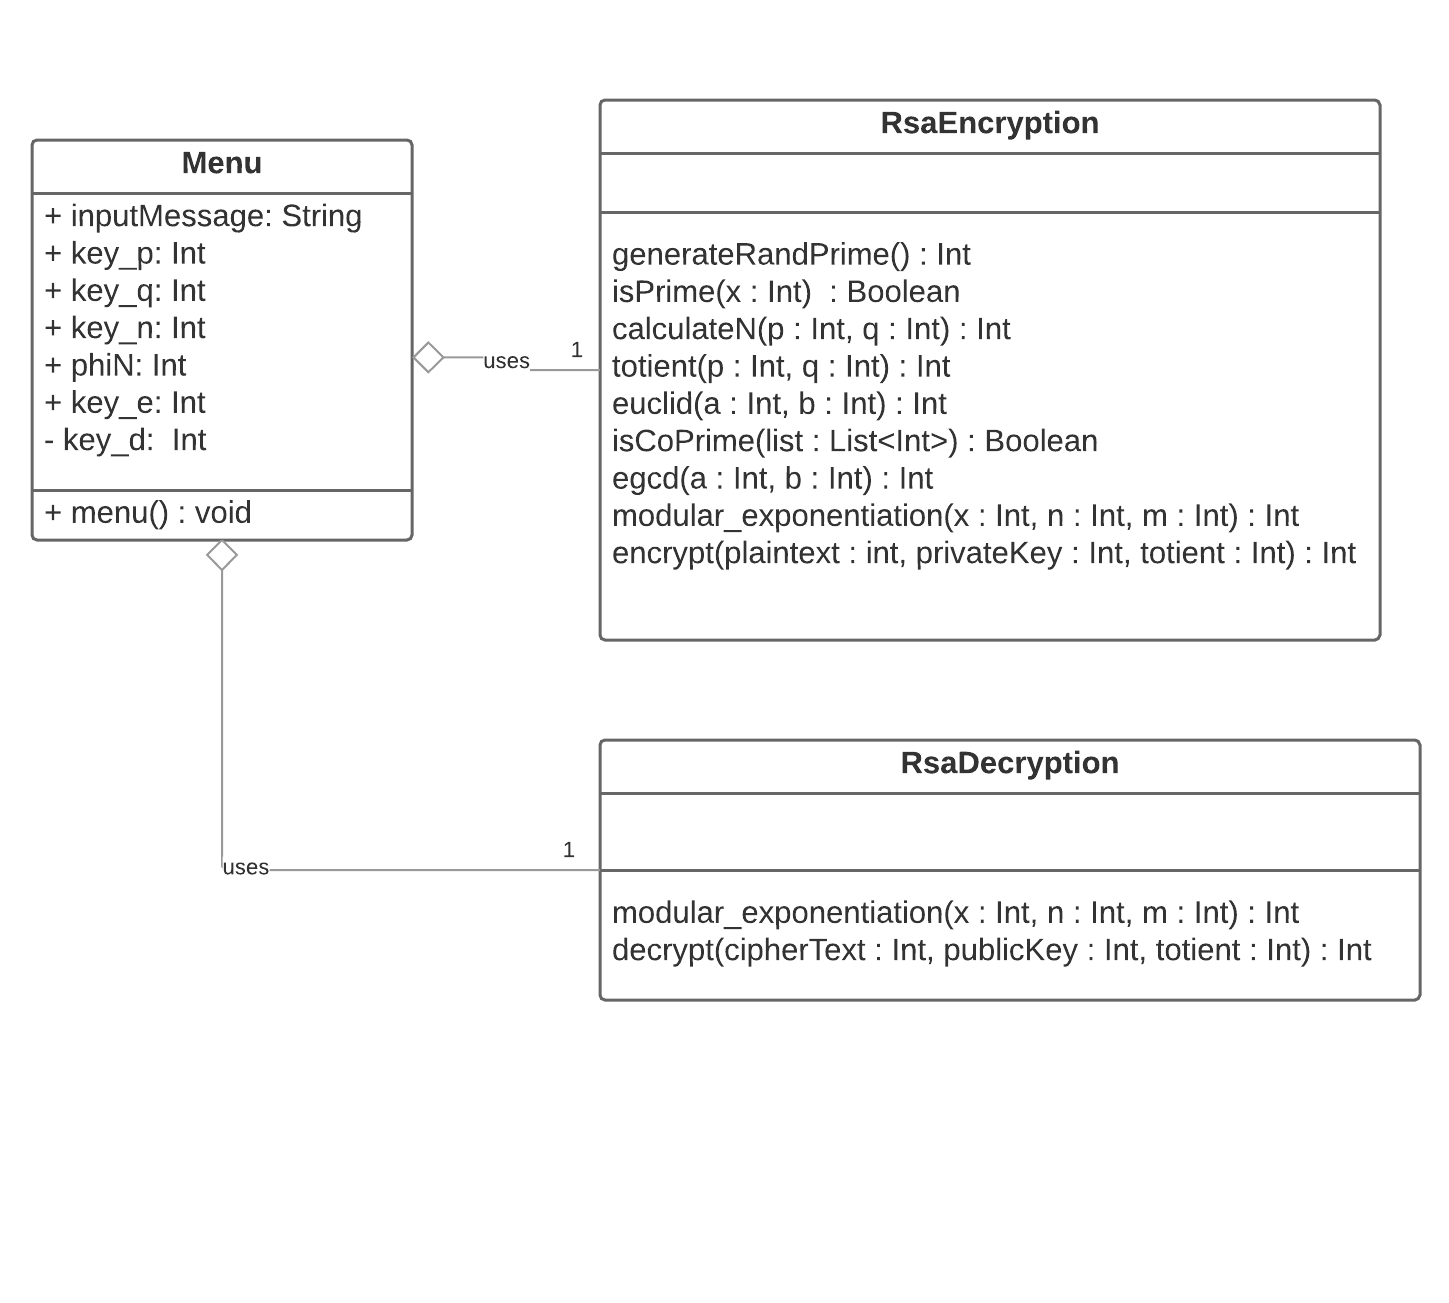 Menu
+ inputMessage: String
+ key_p: Int
+ key_q: Int
+ key_n: Int
+ phiN: Int
+ key_e: Int
- key_d:  Int
+ menu() : void
uses
1
RsaEncryption
generateRandPrime() : Int
isPrime(x : Int)  : Boolean
calculateN(p : Int, q : Int) : Int
totient(p : Int, q : Int) : Int
euclid(a : Int, b : Int) : Int
isCoPrime(list : List<Int>) : Boolean
egcd(a : Int, b : Int) : Int
modular_exponentiation(x : Int, n : Int, m : Int) : Int
encrypt(plaintext : int, privateKey : Int, totient : Int) : Int
uses
1
RsaDecryption
modular_exponentiation(x : Int, n : Int, m : Int) : Int
decrypt(cipherText : Int, publicKey : Int, totient : Int) : Int